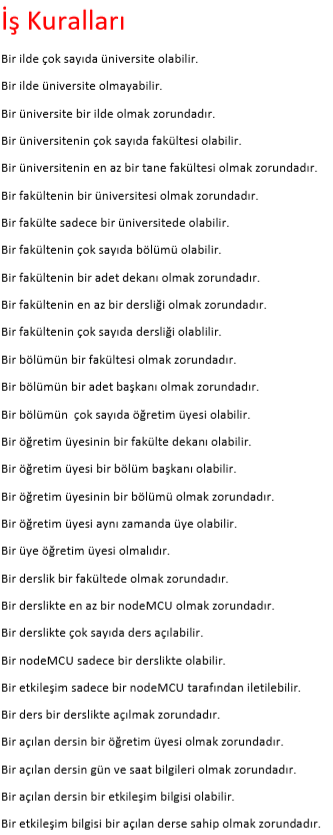 İş Kuralları
Bir ilde çok sayıda üniversite olabilir.
Bir ilde üniversite olmayabilir.
Bir üniversite bir ilde olmak zorundadır.
Bir üniversitenin çok sayıda fakültesi olabilir.
Bir üniversitenin en az bir tane fakültesi olmak zorundadır.
Bir fakültenin bir üniversitesi olmak zorundadır.
Bir fakülte sadece bir üniversitede olabilir.
Bir fakültenin çok sayıda bölümü olabilir.
Bir fakültenin bir adet dekanı olmak zorundadır.
Bir fakültenin en az bir dersliği olmak zorundadır.
Bir fakültenin çok sayıda dersliği olablilir.
Bir bölümün bir fakültesi olmak zorundadır.
Bir bölümün bir adet başkanı olmak zorundadır.
Bir bölümün  çok sayıda öğretim üyesi olabilir.
Bir öğretim üyesinin bir fakülte dekanı olabilir.
Bir öğretim üyesi bir bölüm başkanı olabilir.
Bir öğretim üyesinin bir bölümü olmak zorundadır.
Bir öğretim üyesi aynı zamanda üye olabilir.
Bir üye öğretim üyesi olmalıdır.
Bir derslik bir fakültede olmak zorundadır.
Bir derslikte en az bir nodeMCU olmak zorundadır.
Bir derslikte çok sayıda ders açılabilir.
Bir nodeMCU sadece bir derslikte olabilir.
Bir etkileşim sadece bir nodeMCU tarafından iletilebilir.
Bir ders bir derslikte açılmak zorundadır.
Bir açılan dersin bir öğretim üyesi olmak zorundadır.
Bir açılan dersin gün ve saat bilgileri olmak zorundadır.
Bir açılan dersin bir etkileşim bilgisi olabilir.
Bir etkileşim bilgisi bir açılan derse sahip olmak zorundadır.